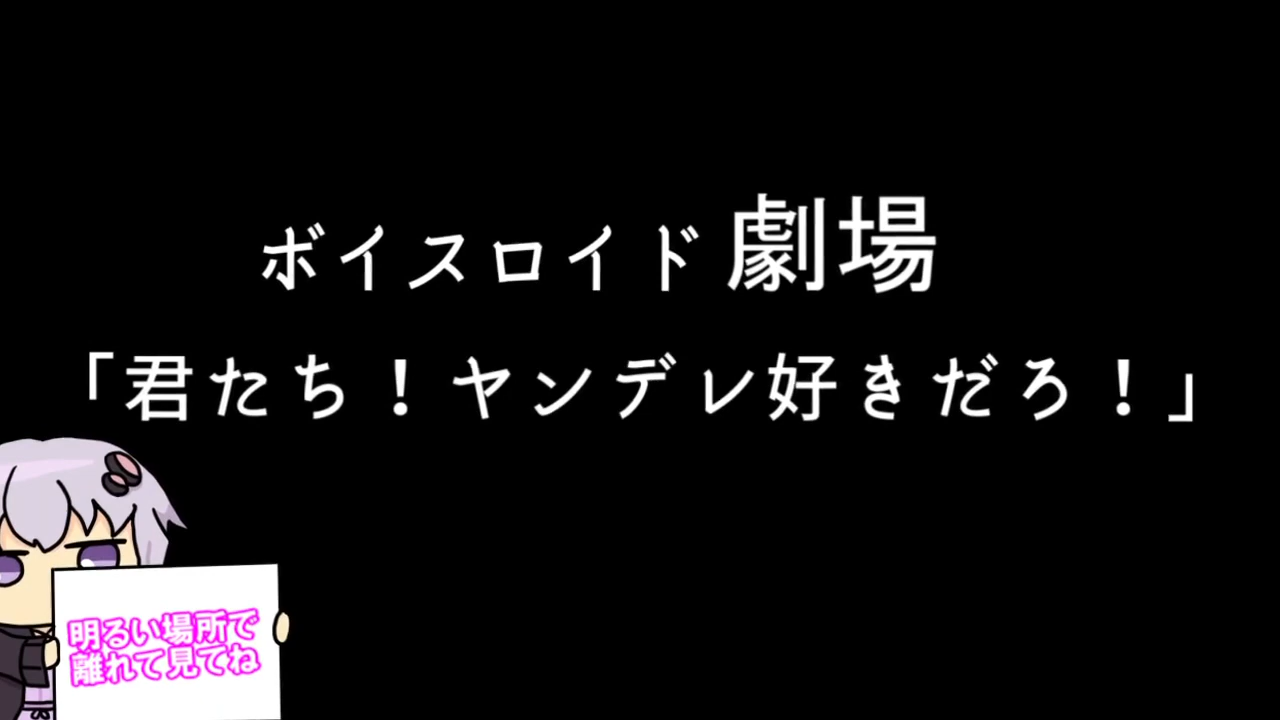 ボイスロイド劇場
「君たち！ヤンデレ好きだろ！」
明るい場所で
離れて見てね